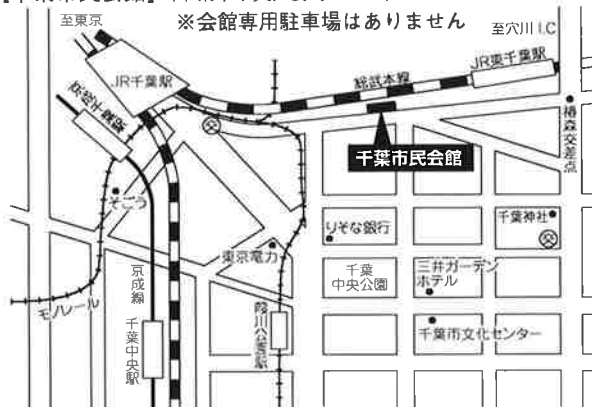 ※会館専用駐車場はありません
至東京
至穴川I.C
JR東千葉駅
JR千葉駅
総武本線
京成千葉駅
千葉市民会館
椿森交差点
そごう
りそな銀行
千葉神社
東京電力
千葉
中央公園
三井ガーデン
ホテル
京成線
モノレール
葭川公園駅
千葉中央駅
千葉市文化センター